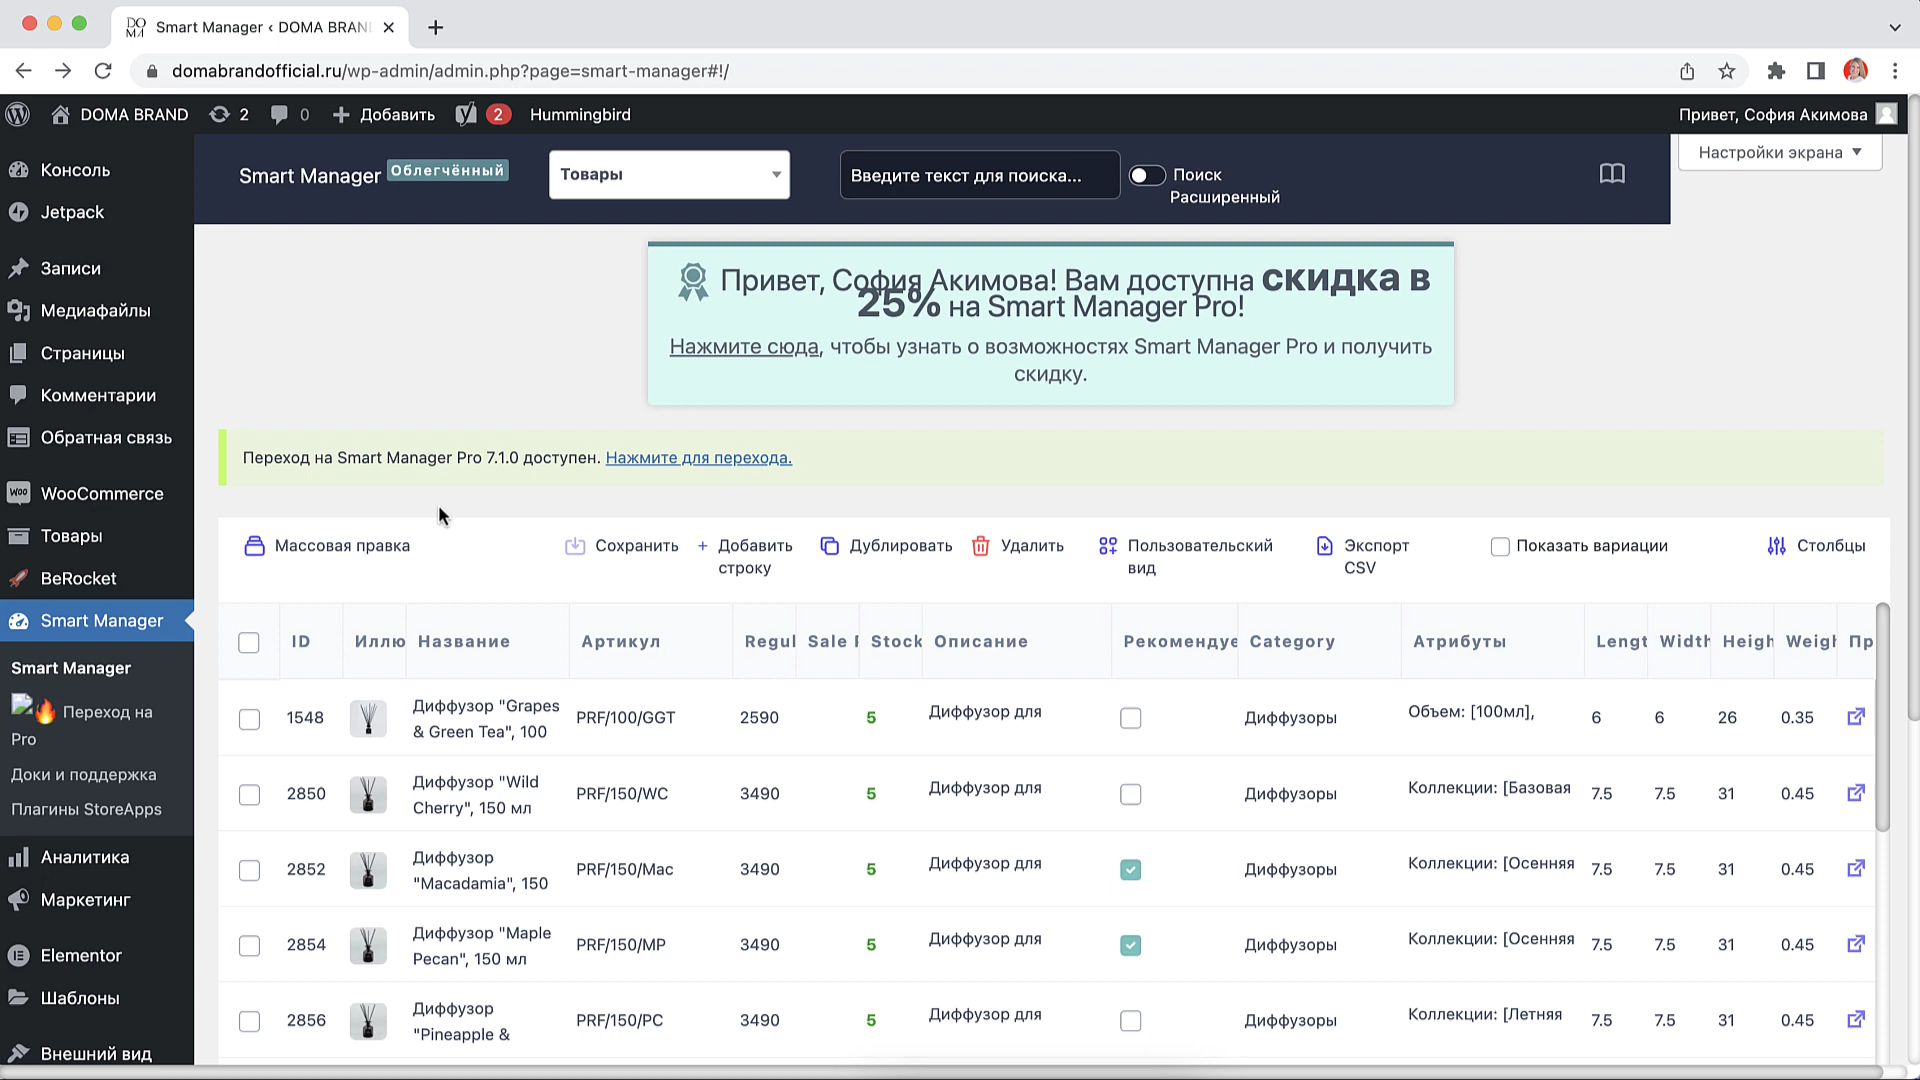 DO
MA
Smart Manager ‹ DOMA BRAN
domabrandofficial.ru/wp-admin/admin.php?page=smart-manager#!/
DOMA BRAND
2
0
Добавить
2
Hummingbird
Привет, София Акимова
Консоль
Jetpack
Записи
Медиафайлы
Страницы
Комментарии
Обратная связь
WooCommerce
Товары
BeRocket
Smart Manager
Smart Manager
Переход на
Pro
Доки и поддержка
Плагины StoreApps
Аналитика
Маркетинг
Elementor
Шаблоны
Внешний вид
Smart Manager Облегчённый
Товары
Введите текст для поиска...
Поиск
Расширенный
Настройки экрана
Привет, София Акимова! Вам доступна скидка в
25% на Smart Manager Pro!
Нажмите сюда, чтобы узнать о возможностях Smart Manager Pro и получить
скидку.
Переход на Smart Manager Pro 7.1.0 доступен. Нажмите для перехода.
Массовая правка
Сохранить
+ Добавить
строку
Дублировать
Удалить
Пользовательский
вид
Экспорт
CSV
Показать вариации
Столбцы
ID Иллю Название Артикул Regul Sale Stock Описание Рекомендуе Category Атрибуты Lengt Width Heigh Weigh Пр
1548 Диффузор "Grapes
& Green Tea", 100 PRF/100/GGT 2590 5 Диффузор для Диффузоры Объем: [100мл], 6 6 26 0.35
2850 Диффузор "Wild
Cherry", 150 мл PRF/150/WC 3490 5 Диффузор для Диффузоры Коллекции: [Базовая 7.5 7.5 31 0.45
2852 Диффузор
"Macadamia", 150 PRF/150/Mac 3490 5 Диффузор для Диффузоры Коллекции: [Осенняя 7.5 7.5 31 0.45
2854 Диффузор "Maple
Pecan", 150 мл PRF/150/MP 3490 5 Диффузор для Диффузоры Коллекции: [Осенняя 7.5 7.5 31 0.45
2856 Диффузор
"Pineapple & PRF/150/PC 3490 5 Диффузор для Диффузоры Коллекции: [Летняя 7.5 7.5 31 0.45